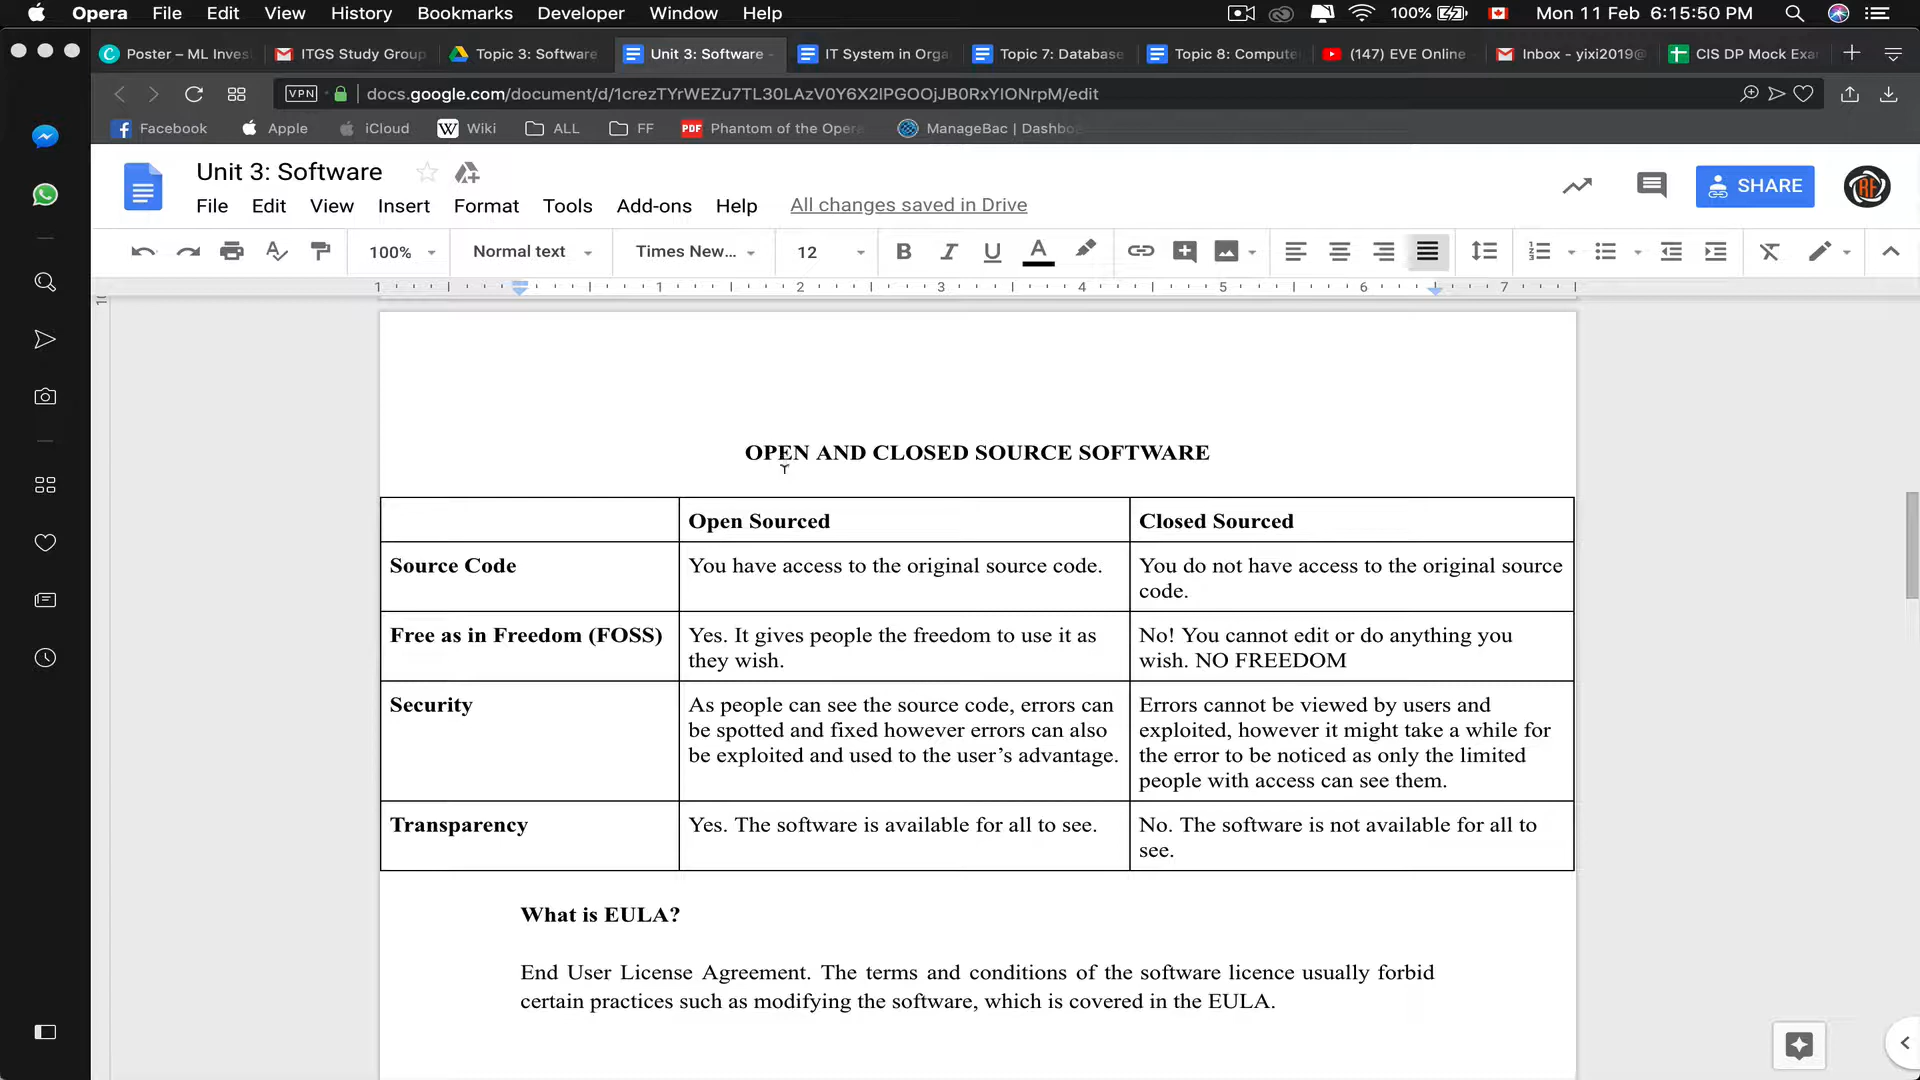 Opera File Edit View History Bookmarks Developer Window Help 100% Mon 11 Feb 6:15:50 PM
Poster – ML Inves ITGS Study Group Topic 3: Software Unit 3: Software - IT System in Orga Topic 7: Database Topic 8: Compute (147) EVE Online Inbox - yixi2019@ CIS DP Mock Exa
VPN docs.google.com/document/d/1crezTYrWEZu7TL30LAzV0Y6X2lPGOOjJB0RxYIONrpM/edit
Facebook Apple iCloud W Wiki ALL FF PDF Phantom of the Oper ManageBac | Dashbo
Unit 3: Software
SHARE
File Edit View Insert Format Tools Add-ons Help All changes saved in Drive
100% Normal text Times New... 12 B I U A
1 1 2 3 4 5 6 7
OPEN AND CLOSED SOURCE SOFTWARE
Open Sourced Closed Sourced
Source Code You have access to the original source code. You do not have access to the original source
code.
Free as in Freedom (FOSS) Yes. It gives people the freedom to use it as No! You cannot edit or do anything you
they wish. wish. NO FREEDOM
Security As people can see the source code, errors can Errors cannot be viewed by users and
be spotted and fixed however errors can also exploited, however it might take a while for
be exploited and used to the user’s advantage. the error to be noticed as only the limited
people with access can see them.
Transparency Yes. The software is available for all to see. No. The software is not available for all to
see.
What is EULA?
End User License Agreement. The terms and conditions of the software licence usually forbid
certain practices such as modifying the software, which is covered in the EULA.